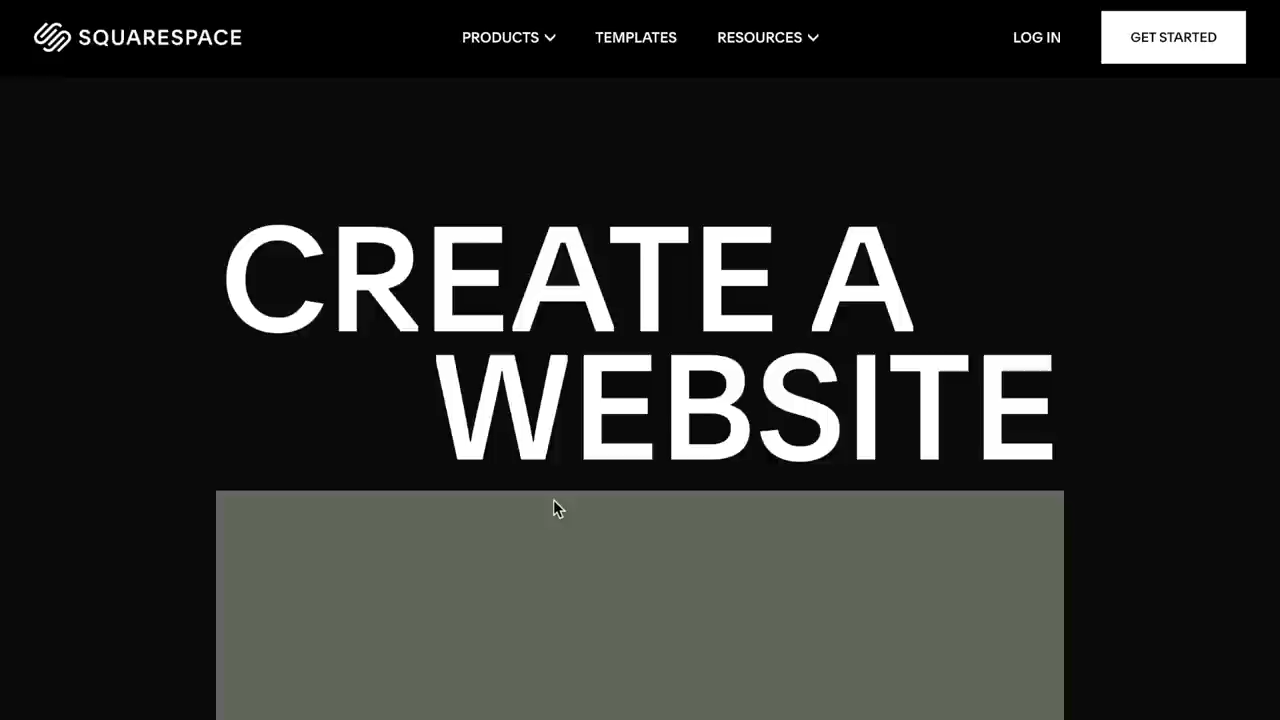 SQUARESPACE
PRODUCTS
TEMPLATES
RESOURCES
LOG IN
GET STARTED
CREATE A
WEBSITE